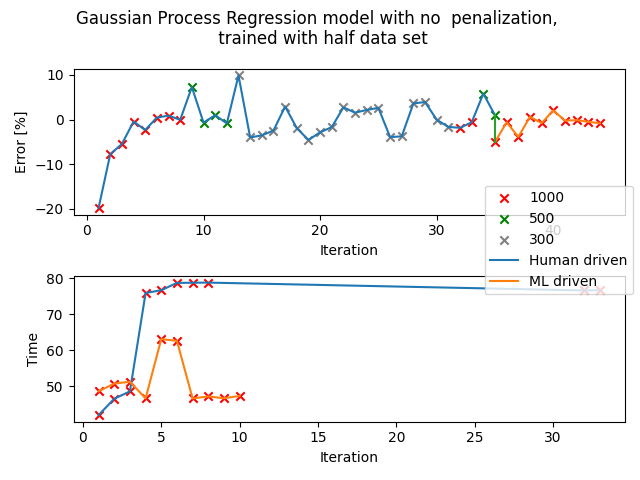 Gaussian Process Regression model with no  penalization,
trained with half data set
10
0
−10
−20
Error [%]
0
10
20
30
40
Iteration
1000
500
300
Human driven
ML driven
80
70
60
50
Time
0
5
10
15
20
25
30
Iteration